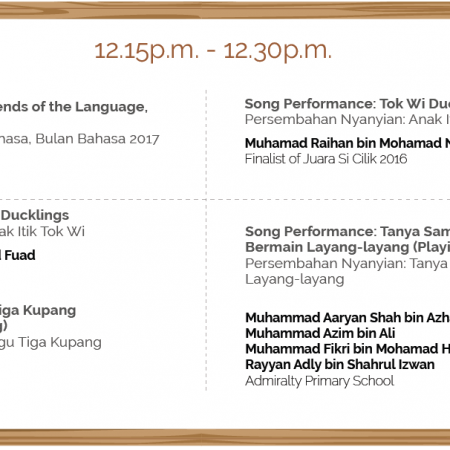 12.15p.m. - 12.30p.m.
ends of the Language,
hasa, Bulan Bahasa 2017
Ducklings
ak Itik Tok Wi
Fuad
iga Kupang
g)
gu Tiga Kupang
Song Performance: Tok Wi Duc
Persembahan Nyanyian: Anak I
Muhamad Raihan bin Mohamad N
Finalist of Juara Si Cilik 2016
Song Performance: Tanya Sam
Bermain Layang-layang (Playi
Persembahan Nyanyian: Tanya
Layang-layang
Muhammad Aaryan Shah bin Azh
Muhammad Azim bin Ali
Muhammad Fikri bin Mohamad H
Rayyan Adly bin Shahrul Izwan
Admiralty Primary School